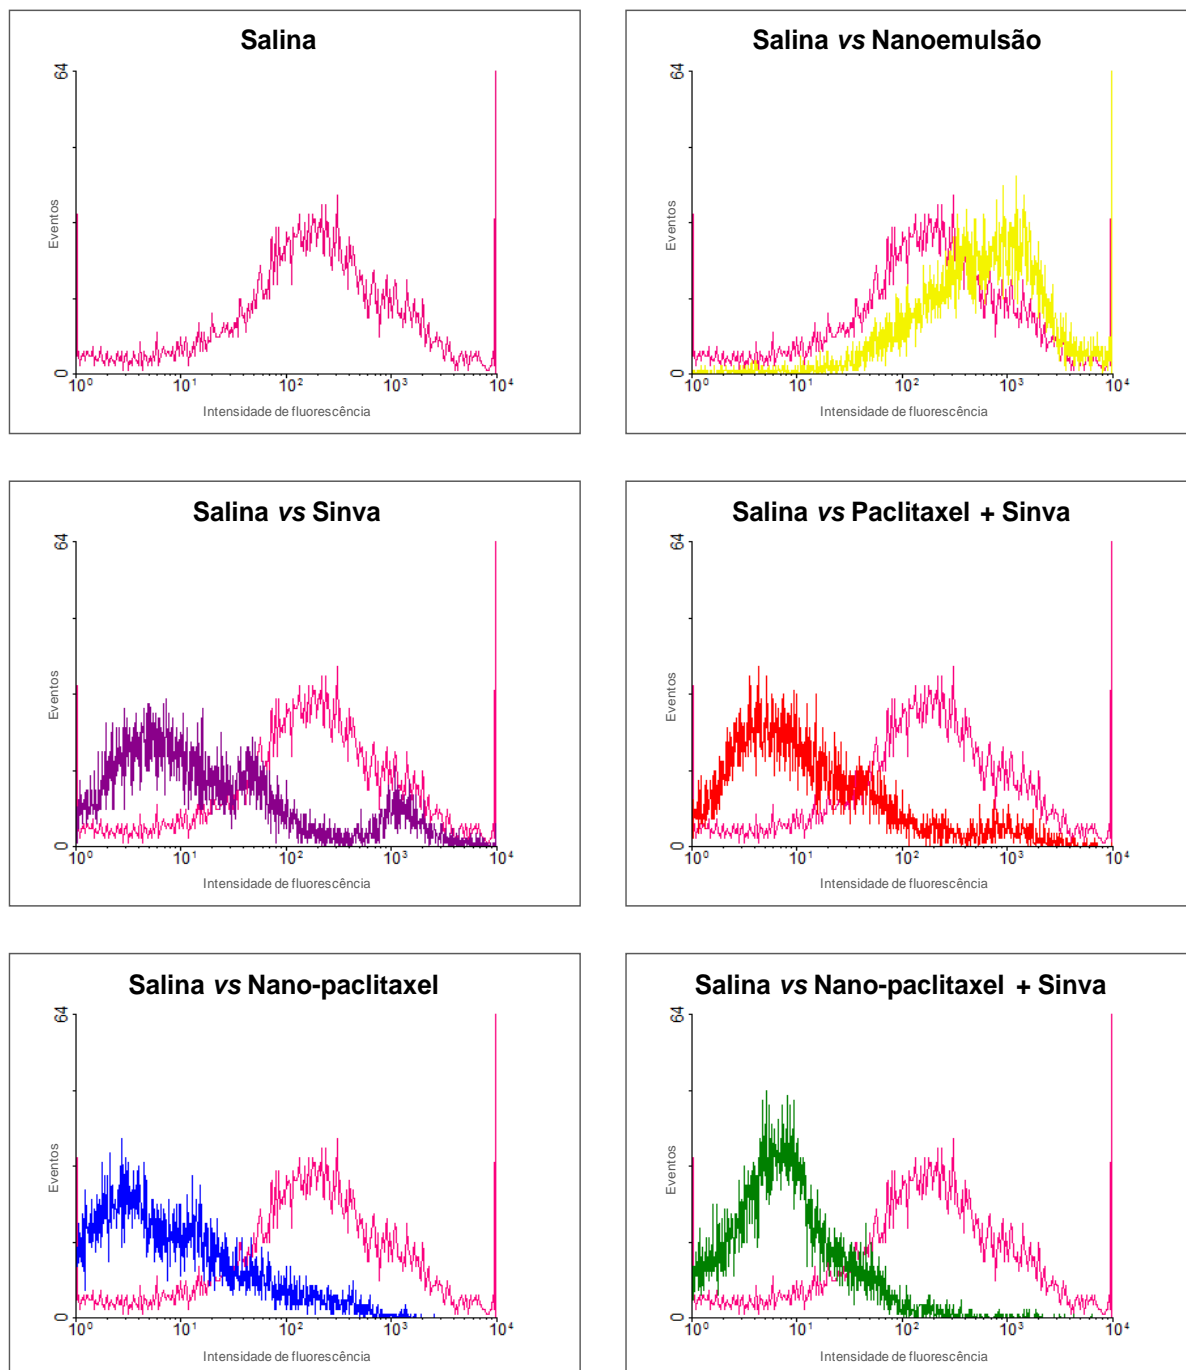 Salina
64
Eventos
0
10⁰ 10¹ 10² 10³ 10⁴
Intensidade de fluorescência
Salina vs Nanoemulsão
64
Eventos
0
10⁰ 10¹ 10² 10³ 10⁴
Intensidade de fluorescência
Salina vs Sinva
64
Eventos
0
10⁰ 10¹ 10² 10³ 10⁴
Intensidade de fluorescência
Salina vs Paclitaxel + Sinva
64
Eventos
0
10⁰ 10¹ 10² 10³ 10⁴
Intensidade de fluorescência
Salina vs Nano-paclitaxel
64
Eventos
0
10⁰ 10¹ 10² 10³ 10⁴
Intensidade de fluorescência
Salina vs Nano-paclitaxel + Sinva
64
Eventos
0
10⁰ 10¹ 10² 10³ 10⁴
Intensidade de fluorescência